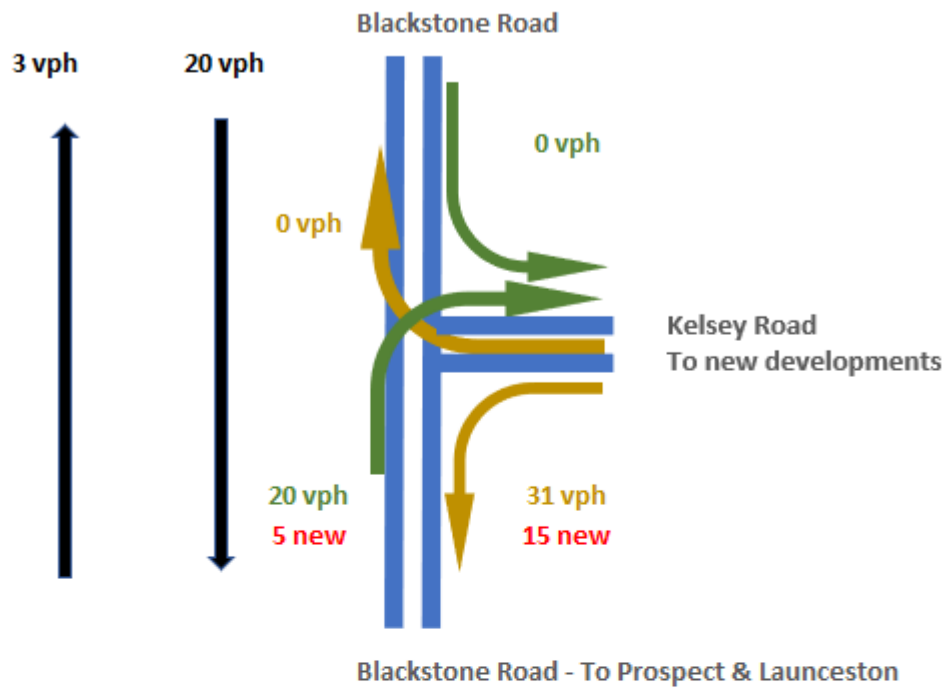 Blackstone Road
3 vph
20 vph
0 vph
0 vph
Kelsey Road
To new developments
20 vph
5 new
31 vph
15 new
Blackstone Road - To Prospect & Launceston